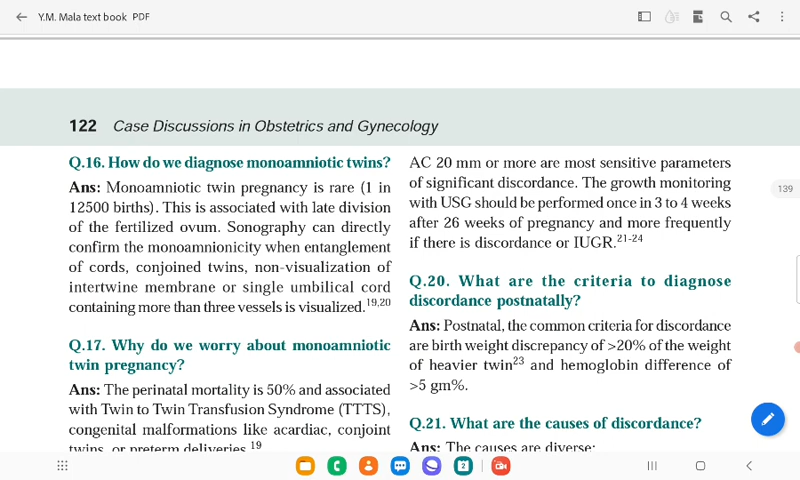 Y.M. Mala text book PDF
122 Case Discussions in Obstetrics and Gynecology
Q.16. How do we diagnose monoamniotic twins?
Ans: Monoamniotic twin pregnancy is rare (1 in
12500 births). This is associated with late division
of the fertilized ovum. Sonography can directly
confirm the monoamnionicity when entanglement
of cords, conjoined twins, non-visualization of
intertwine membrane or single umbilical cord
containing more than three vessels is visualized.19,20
Q.17. Why do we worry about monoamniotic
twin pregnancy?
Ans: The perinatal mortality is 50% and associated
with Twin to Twin Transfusion Syndrome (TTTS),
congenital malformations like acardiac, conjoint
twins, or preterm deliveries.19
AC 20 mm or more are most sensitive parameters
of significant discordance. The growth monitoring
with USG should be performed once in 3 to 4 weeks
after 26 weeks of pregnancy and more frequently
if there is discordance or IUGR.21-24
Q.20. What are the criteria to diagnose
discordance postnatally?
Ans: Postnatal, the common criteria for discordance
are birth weight discrepancy of >20% of the weight
of heavier twin23 and hemoglobin difference of
>5 gm%.
Q.21. What are the causes of discordance?
Ans: The causes are diverse:
139
2